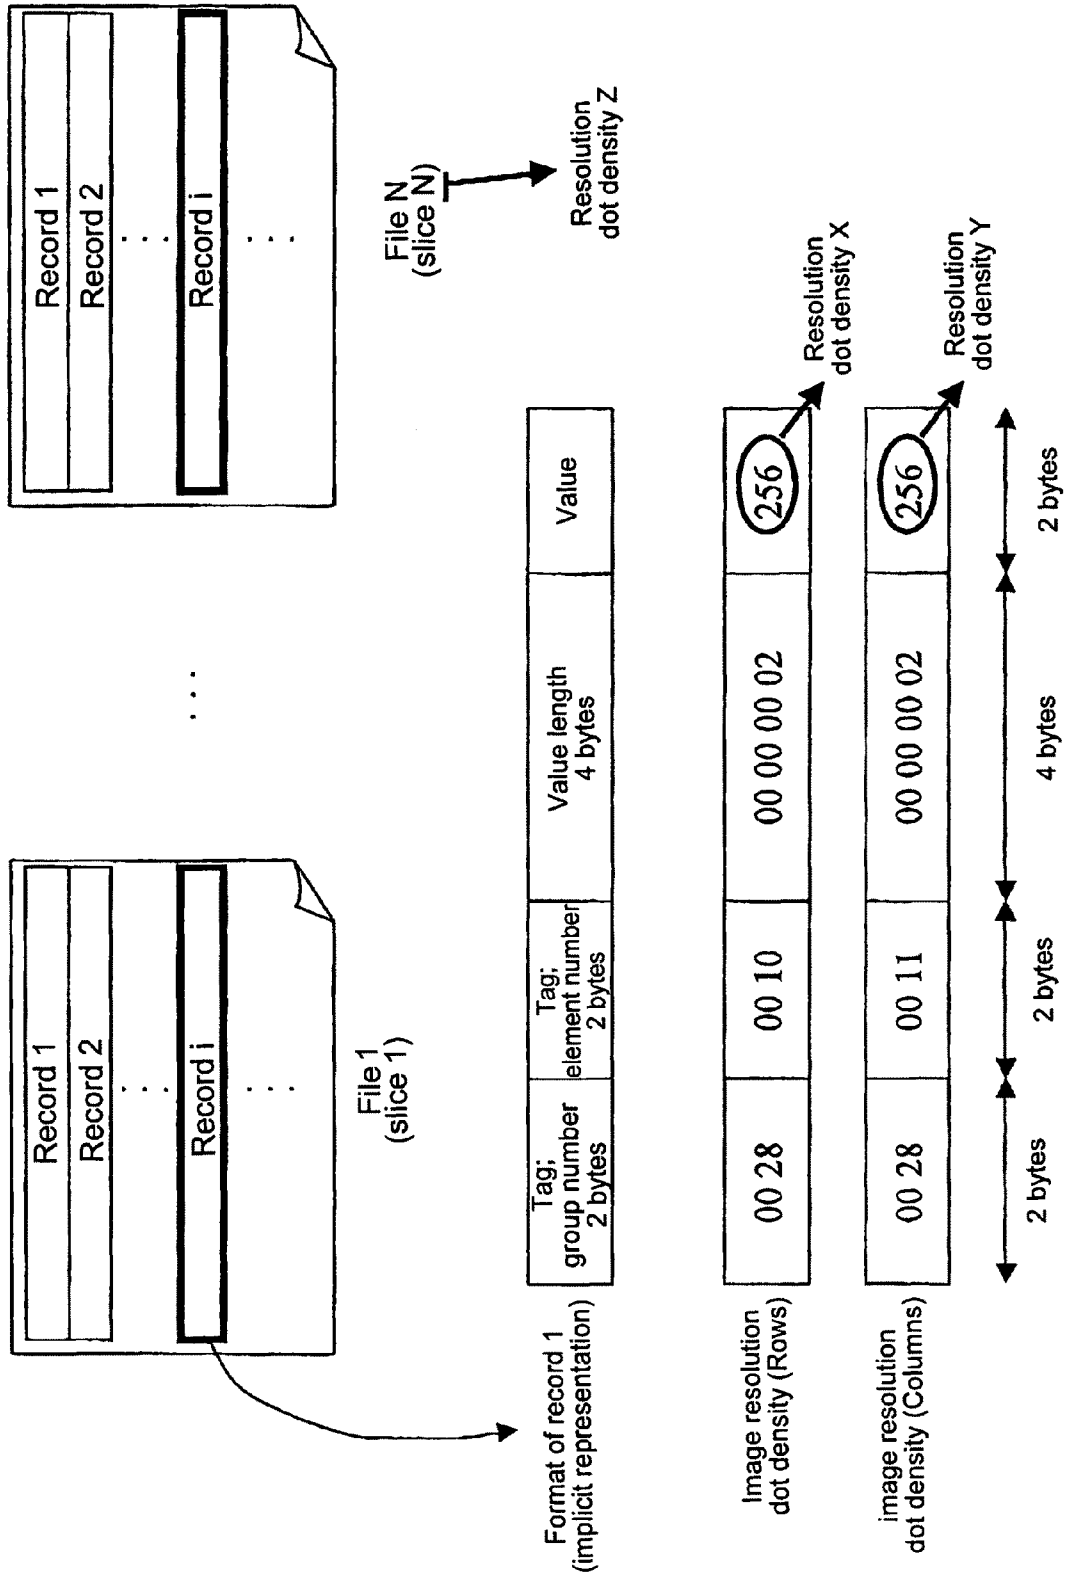 Record 1
Record 2
. . .
Record i
. . .
File 1
(slice 1)
. . .
Record 1
Record 2
. . .
Record i
. . .
File N
(slice N)
Resolution
dot density Z
Format of record 1
(implicit representation)
Tag;
group number
2 bytes
Tag;
element number
2 bytes
Value length
4 bytes
Value
Image resolution
dot density (Rows)
00 28
00 10
00 00 00 02
256
Resolution
dot density X
image resolution
dot density (Columns)
00 28
00 11
00 00 00 02
256
Resolution
dot density Y
2 bytes
2 bytes
4 bytes
2 bytes